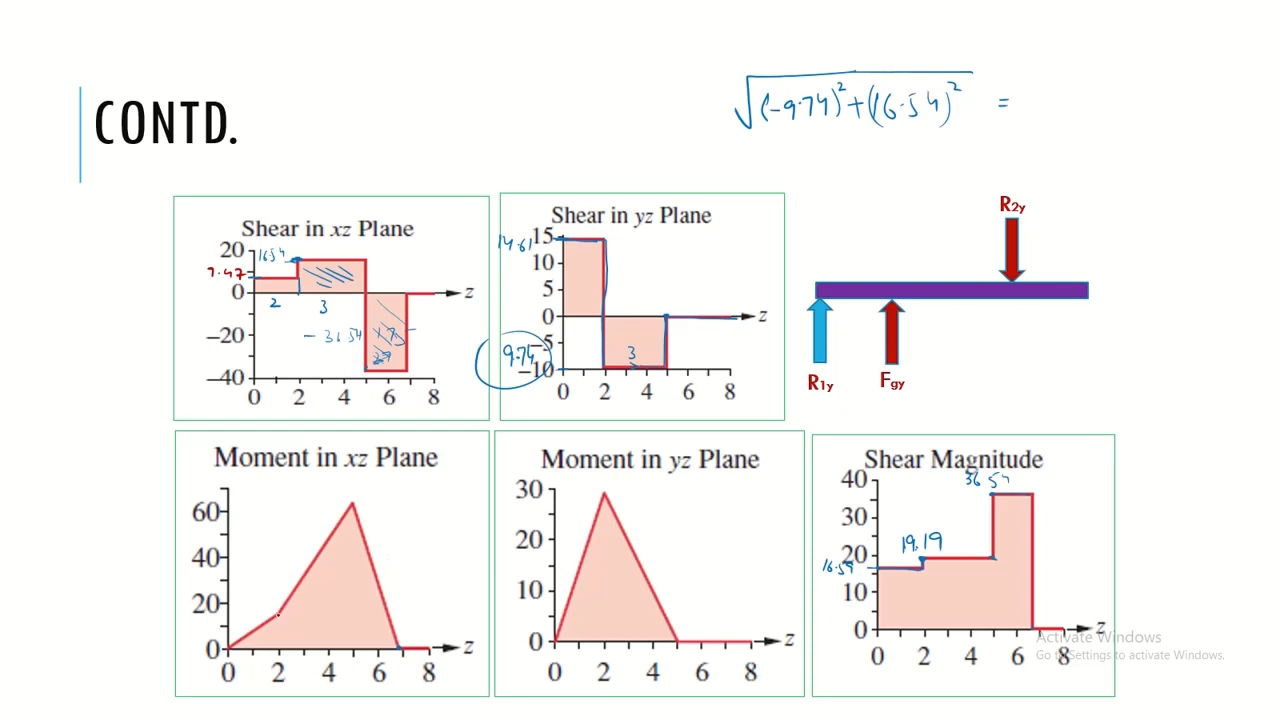 CONTD.
√(-9.74)²+(16.54)² =
Shear in xz Plane
20
0
−20
−40
0 2 4 6 8
z
16.54
7.47
2
3
- 36.54
Shear in yz Plane
15
10
5
0
−5
−10
0 2 4 6 8
z
14.61
9.74
3
R2y
R1y
Fgy
Moment in xz Plane
60
40
20
0
0 2 4 6 8
z
Moment in yz Plane
30
20
10
0
0 2 4 6 8
z
Shear Magnitude
40
30
20
10
0
0 2 4 6 8
z
36.54
19.19
Activate Windows
Go to Settings to activate Windows.